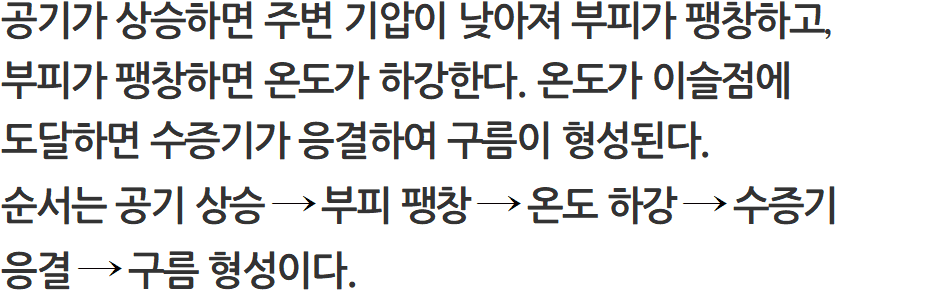 공기가 상승하면 주변 기압이 낮아져 부피가 팽창하고,
부피가 팽창하면 온도가 하강한다. 온도가 이슬점에
도달하면 수증기가 응결하여 구름이 형성된다.
순서는 공기 상승 → 부피 팽창 → 온도 하강 → 수증기
응결 → 구름 형성이다.